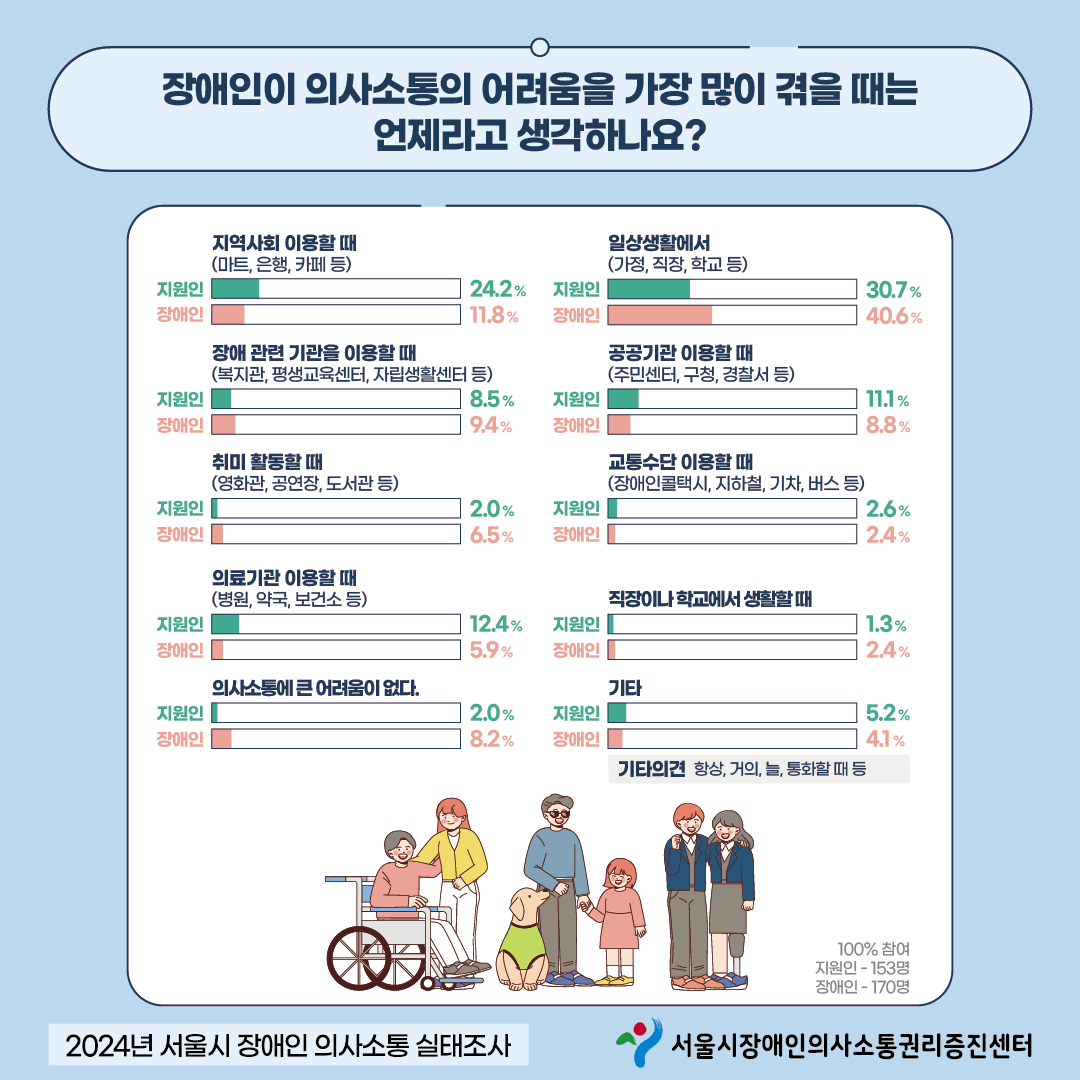 장애인이 의사소통의 어려움을 가장 많이 겪을 때는
언제라고 생각하나요?
지역사회 이용할 때
(마트, 은행, 카페 등)
지원인 24.2%
장애인 11.8%
일상생활에서
(가정, 직장, 학교 등)
지원인 30.7%
장애인 40.6%
장애 관련 기관을 이용할 때
(복지관, 평생교육센터, 자립생활센터 등)
지원인 8.5%
장애인 9.4%
공공기관 이용할 때
(주민센터, 구청, 경찰서 등)
지원인 11.1%
장애인 8.8%
취미 활동할 때
(영화관, 공연장, 도서관 등)
지원인 2.0%
장애인 6.5%
교통수단 이용할 때
(장애인콜택시, 지하철, 기차, 버스 등)
지원인 2.6%
장애인 2.4%
의료기관 이용할 때
(병원, 약국, 보건소 등)
지원인 12.4%
장애인 5.9%
직장이나 학교에서 생활할 때
지원인 1.3%
장애인 2.4%
의사소통에 큰 어려움이 없다.
지원인 2.0%
장애인 8.2%
기타
지원인 5.2%
장애인 4.1%
기타의견 항상, 거의, 늘, 통화할 때 등
100% 참여
지원인 - 153명
장애인 - 170명
2024년 서울시 장애인 의사소통 실태조사
서울시장애인의사소통권리증진센터